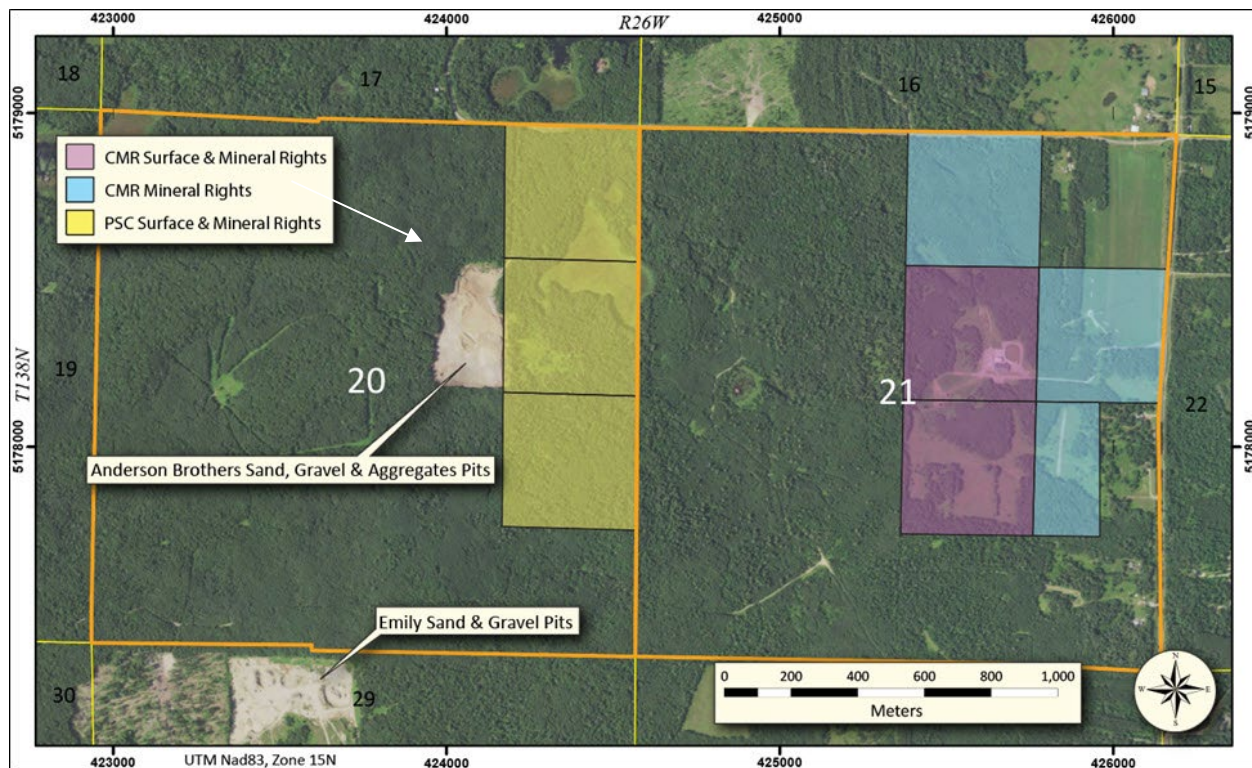 423000 424000 425000 426000
R26W
18 17 16 15
5179000 5179000
CMR Surface & Mineral Rights
CMR Mineral Rights
PSC Surface & Mineral Rights
T138N
19 20 21 22
5178000 5178000
Anderson Brothers Sand, Gravel & Aggregates Pits
Emily Sand & Gravel Pits
30 29
0 200 400 600 800 1,000
Meters
N
W E
S
423000 424000 425000 426000
UTM Nad83, Zone 15N